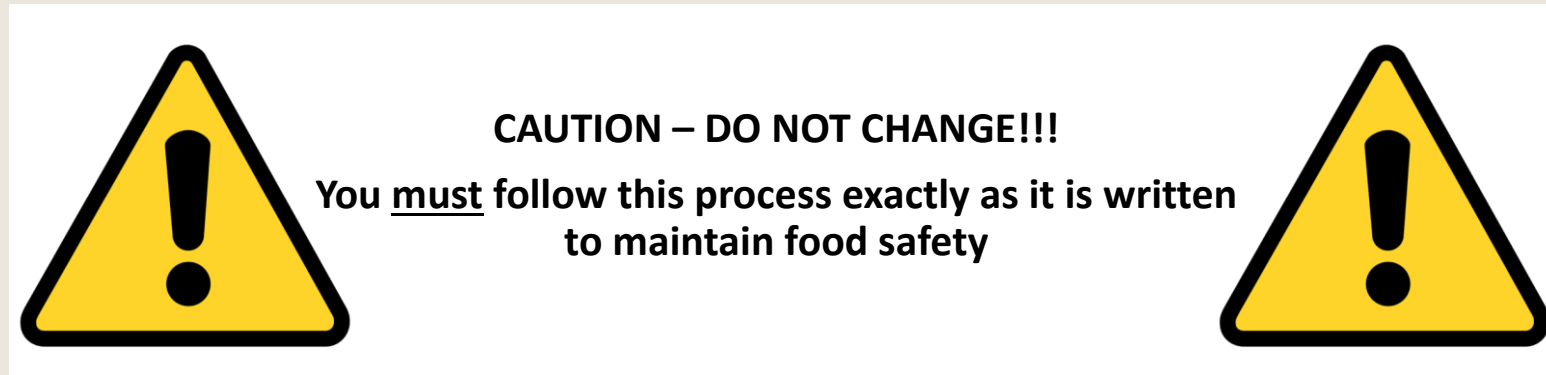 CAUTION – DO NOT CHANGE!!!
You must follow this process exactly as it is written
to maintain food safety